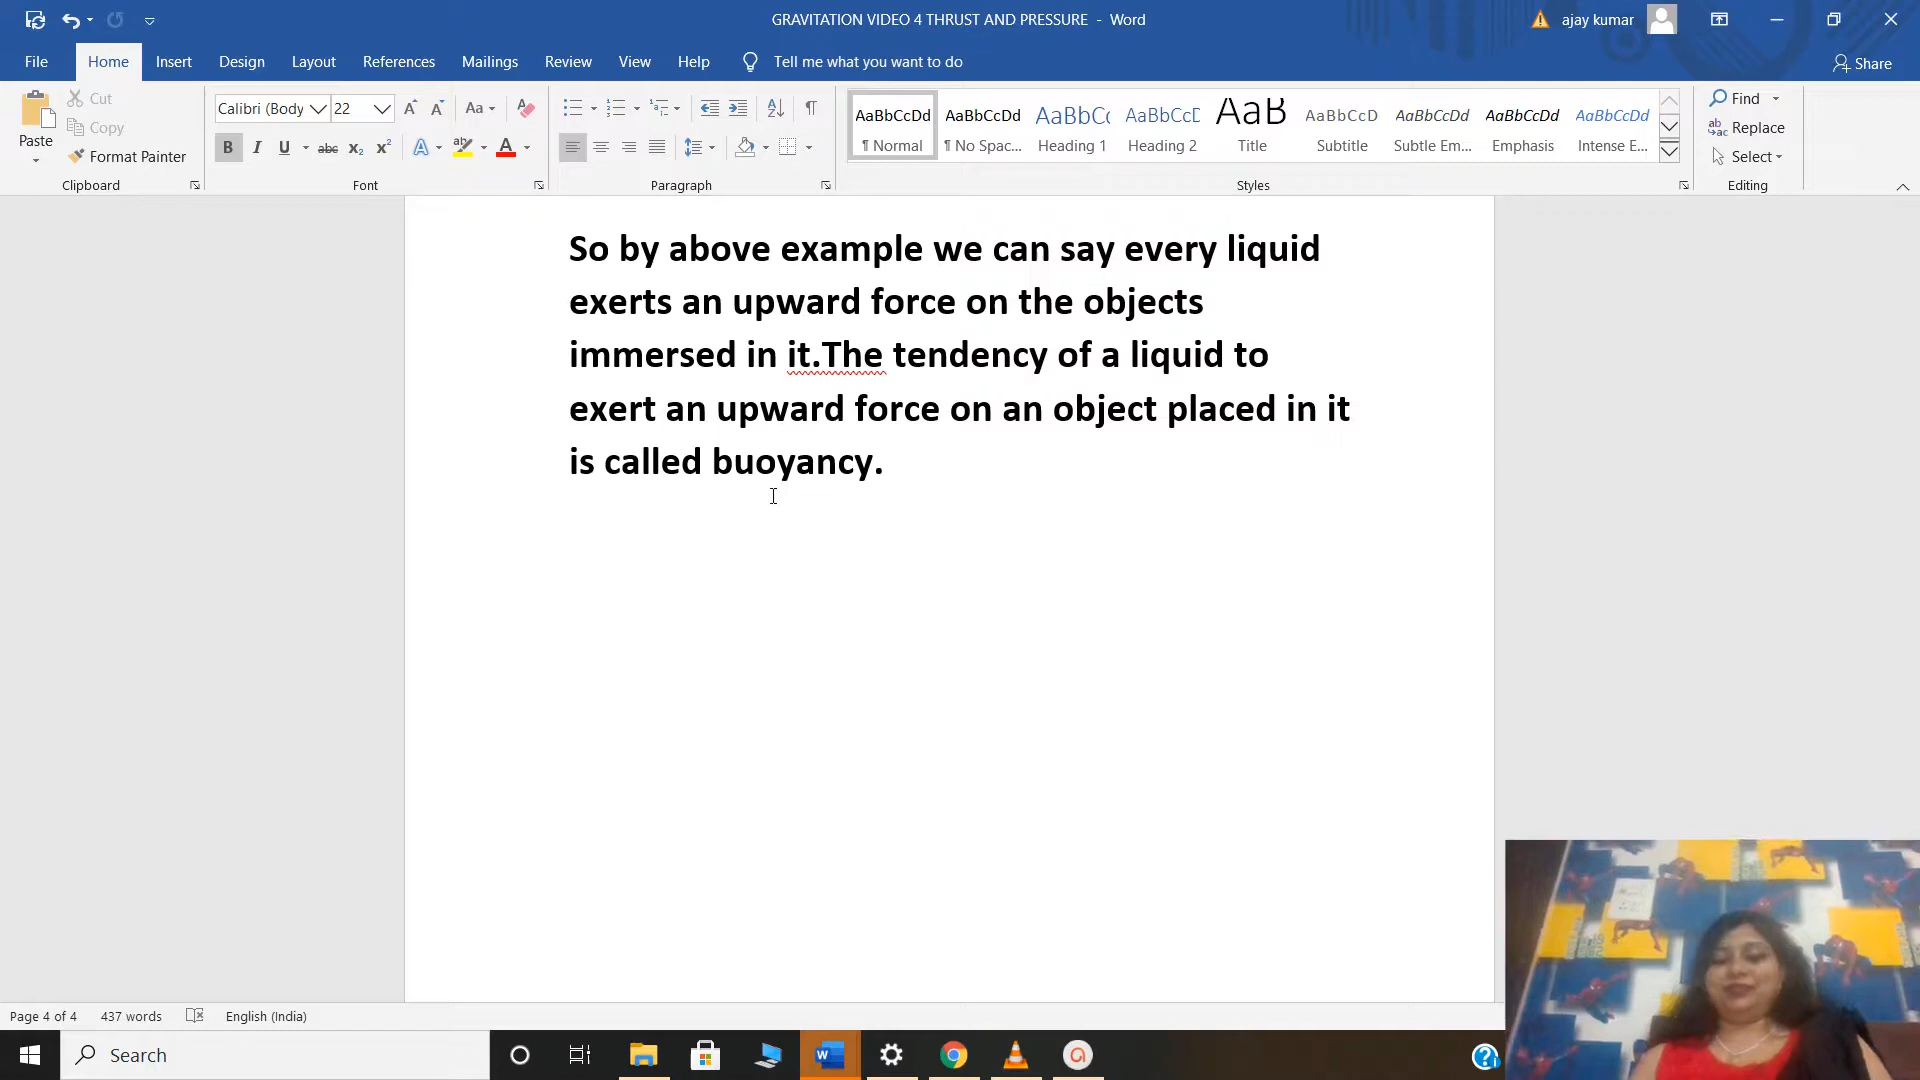 GRAVITATION VIDEO 4 THRUST AND PRESSURE - Word
ajay kumar
File Home Insert Design Layout References Mailings Review View Help Tell me what you want to do
Share
Paste
Cut
Copy
Format Painter
Clipboard
Calibri (Body 22
Aa
B I U abc x₂ x²
Font
Paragraph
AaBbCcDd AaBbCcDd AaBbCc AaBbCcD AaB AaBbCcD AaBbCcDd AaBbCcDd AaBbCcDd
¶ Normal ¶ No Spac... Heading 1 Heading 2 Title Subtitle Subtle Em... Emphasis Intense E...
Styles
Find
Replace
Select
Editing
So by above example we can say every liquid
exerts an upward force on the objects
immersed in it.The tendency of a liquid to
exert an upward force on an object placed in it
is called buoyancy.
Page 4 of 4 437 words English (India)
Search